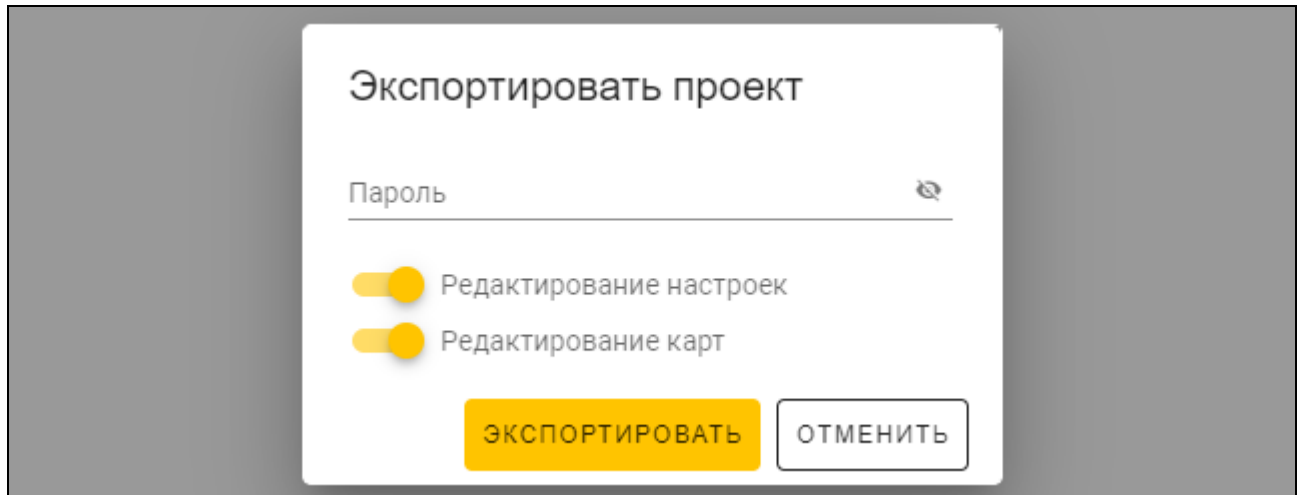 Экспортировать проект
Пароль
Редактирование настроек
Редактирование карт
ЭКСПОРТИРОВАТЬ ОТМЕНИТЬ